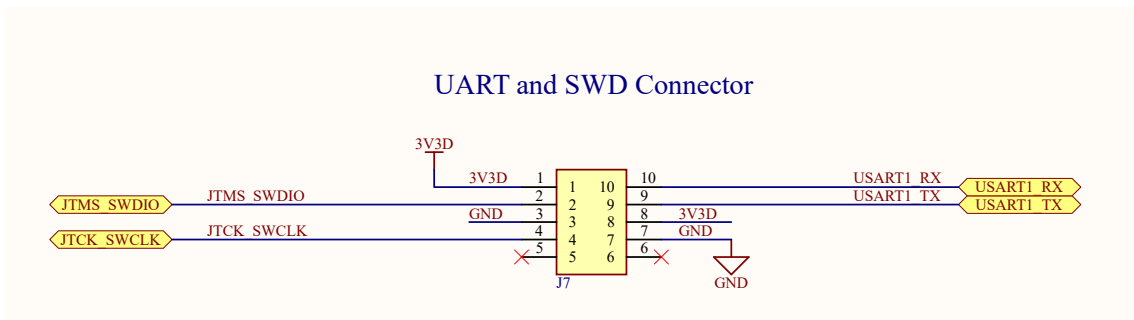 UART and SWD Connector
3V3D
3V3D 1 1 10 10 USART1_RX USART1_RX
JTMS_SWDIO JTMS_SWDIO 2 2 9 9 USART1_TX USART1_TX
GND 3 3 8 8 3V3D
JTCK_SWCLK JTCK_SWCLK 4 4 7 7 GND
5 5 6 6
J7 GND